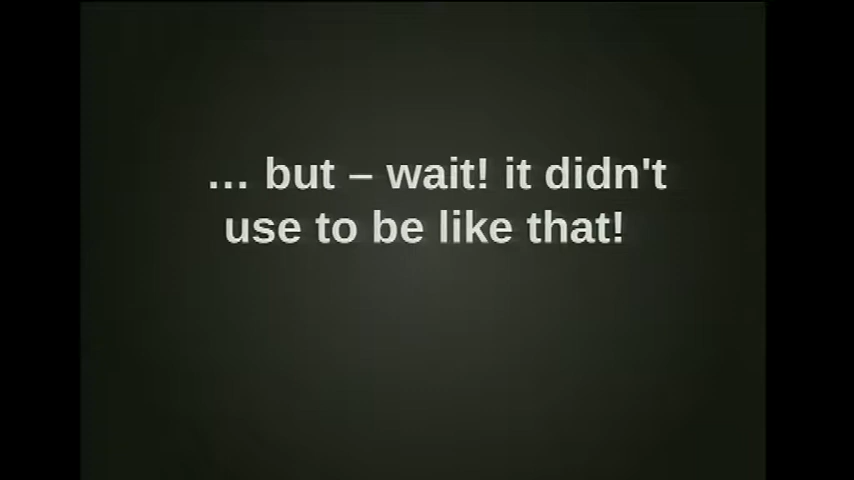 … but – wait! it didn't
use to be like that!